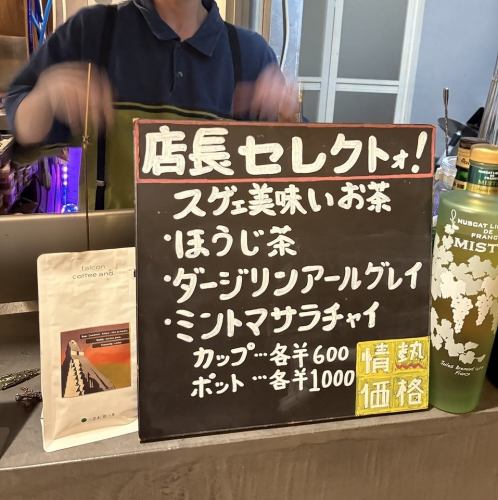 店長セレクトォ!
スゲェ美味いお茶
・ほうじ茶
・ダージリンアールグレイ
・ミントマサラチャイ
カップ…各¥600
ポット…各¥1000
情熱
価格
falcon
coffee and
MUSCAT
DE
FRANCE
MIST
France